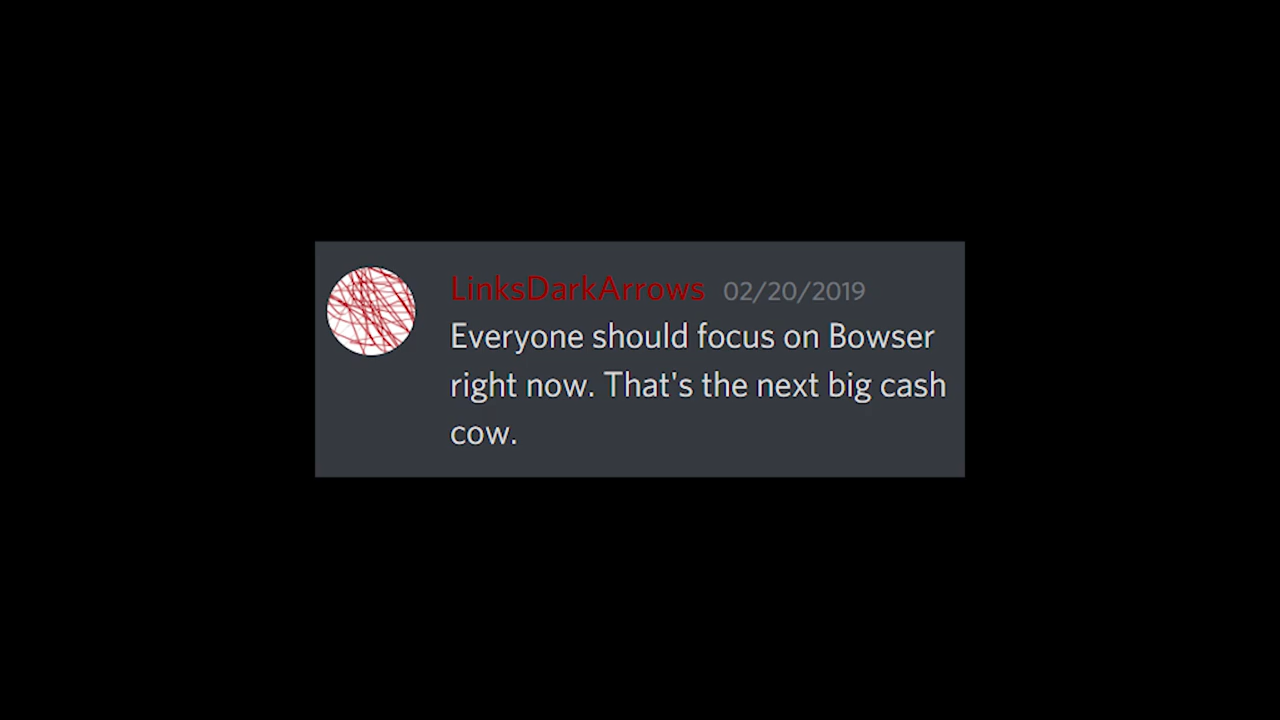 LinksDarkArrows 02/20/2019
Everyone should focus on Bowser
right now. That's the next big cash
cow.